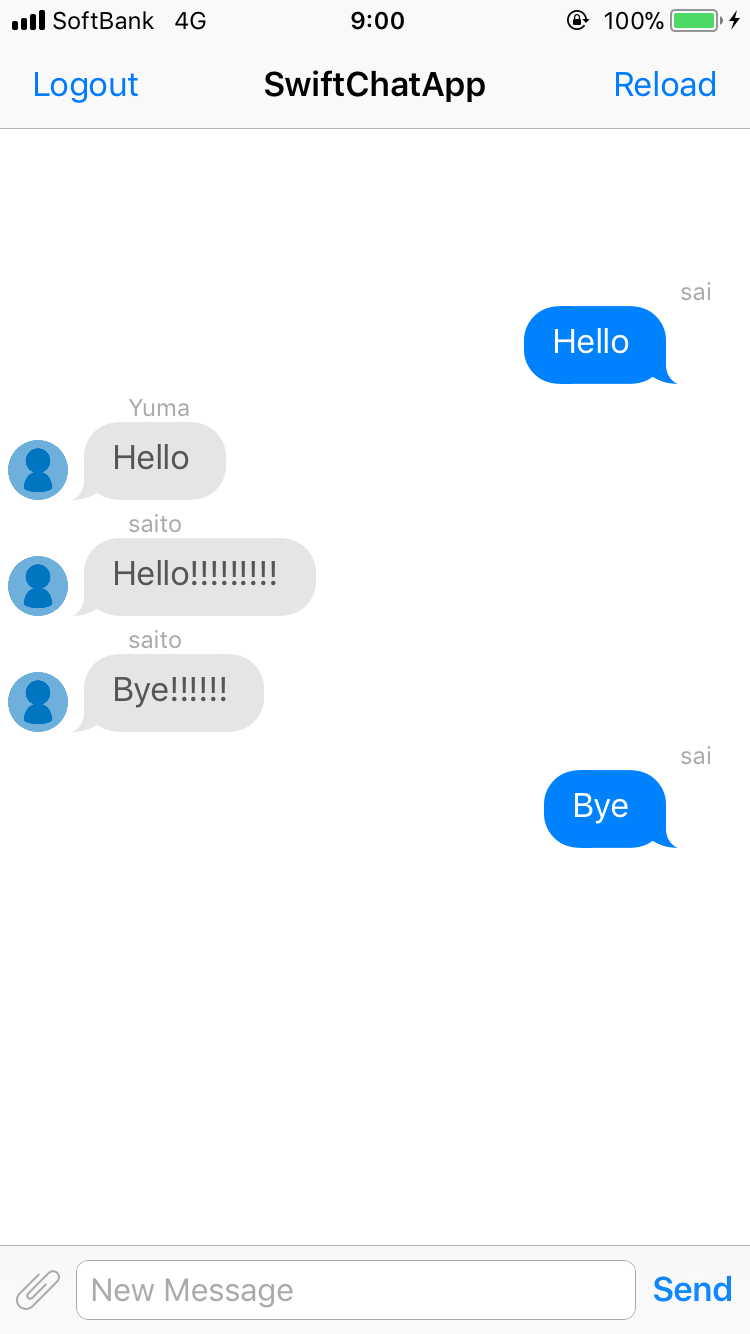 SoftBank 4G 9:00 100%
Logout SwiftChatApp Reload
sai
Hello
Yuma
Hello
saito
Hello!!!!!!!!!
saito
Bye!!!!!!
sai
Bye
New Message Send